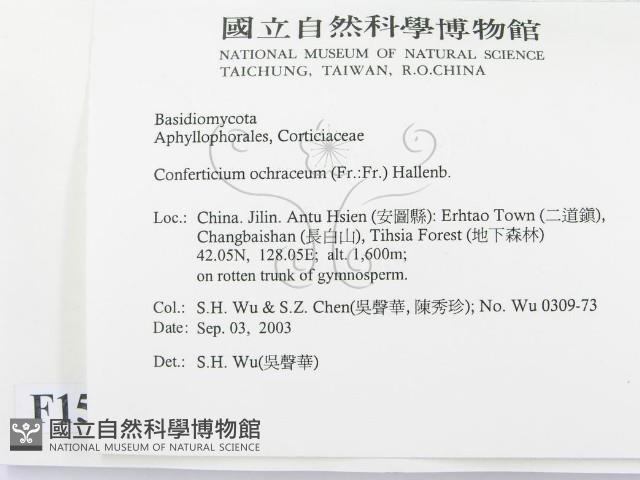 國立自然科學博物館
NATIONAL MUSEUM OF NATURAL SCIENCE
TAICHUNG, TAIWAN, R.O.CHINA
Basidiomycota
Aphyllophorales, Corticiaceae
Conferticium ochraceum (Fr.:Fr.) Hallenb.
Loc.: China. Jilin. Antu Hsien (安圖縣): Erhtao Town (二道鎮),
Changbaishan (長白山), Tihsia Forest (地下森林)
42.05N, 128.05E; alt. 1,600m;
on rotten trunk of gymnosperm.
Col.: S.H. Wu & S.Z. Chen(吳聲華, 陳秀珍); No. Wu 0309-73
Date: Sep. 03, 2003
Det.: S.H. Wu(吳聲華)
F15
國立自然科學博物館
NATIONAL MUSEUM OF NATURAL SCIENCE